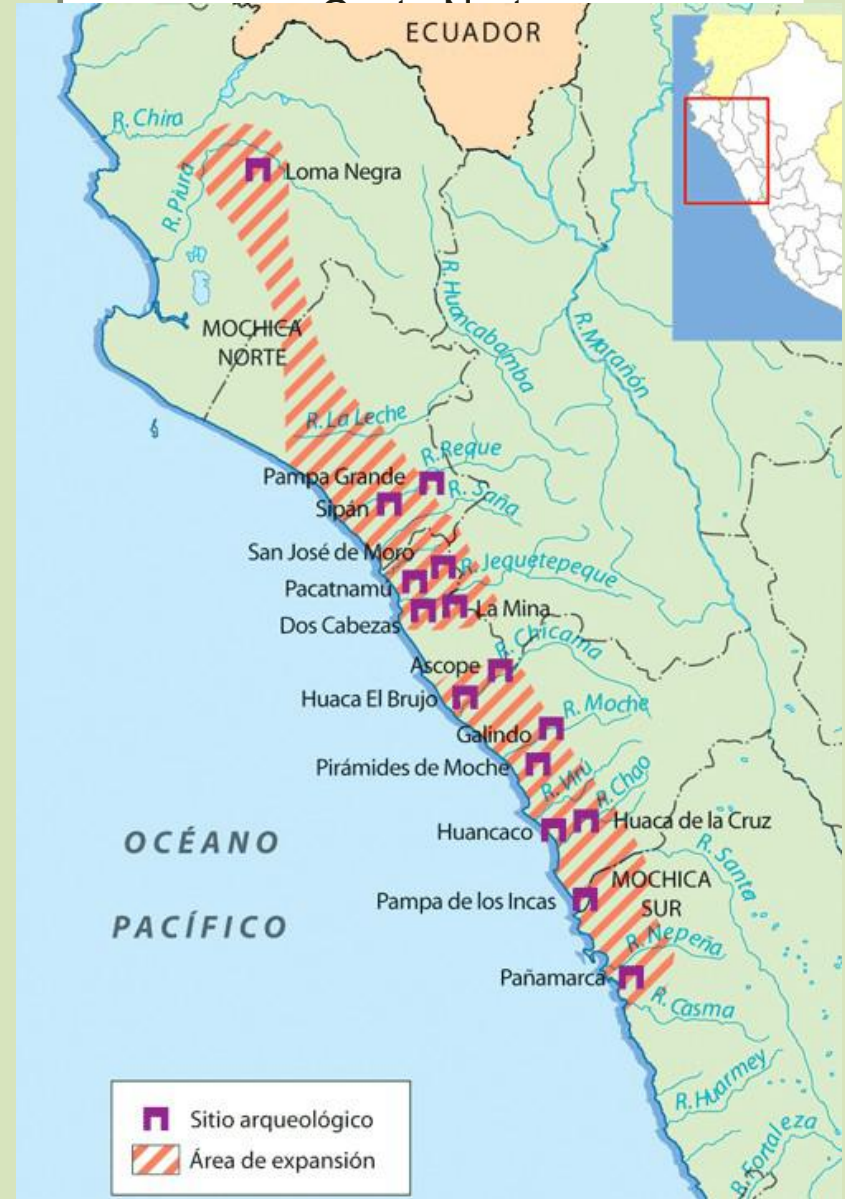 ECUADOR
R. Chira
R. Piura
Loma Negra
R. Huancabamba
R. Marañón
MOCHICA
NORTE
R. La Leche
R. Reque
Pampa Grande
R. Saña
Sipán
San José de Moro
R. Jequetepeque
Pacatnamú
La Mina
Dos Cabezas
R. Chicama
Ascope
Huaca El Brujo
R. Moche
Galindo
Pirámides de Moche
R. Virú
R. Chao
Huancaco
Huaca de la Cruz
OCÉANO
PACÍFICO
R. Santa
MOCHICA
SUR
Pampa de los Incas
R. Nepeña
Pañamarca
R. Casma
R. Huarmey
R. Fortaleza
Sitio arqueológico
Área de expansión